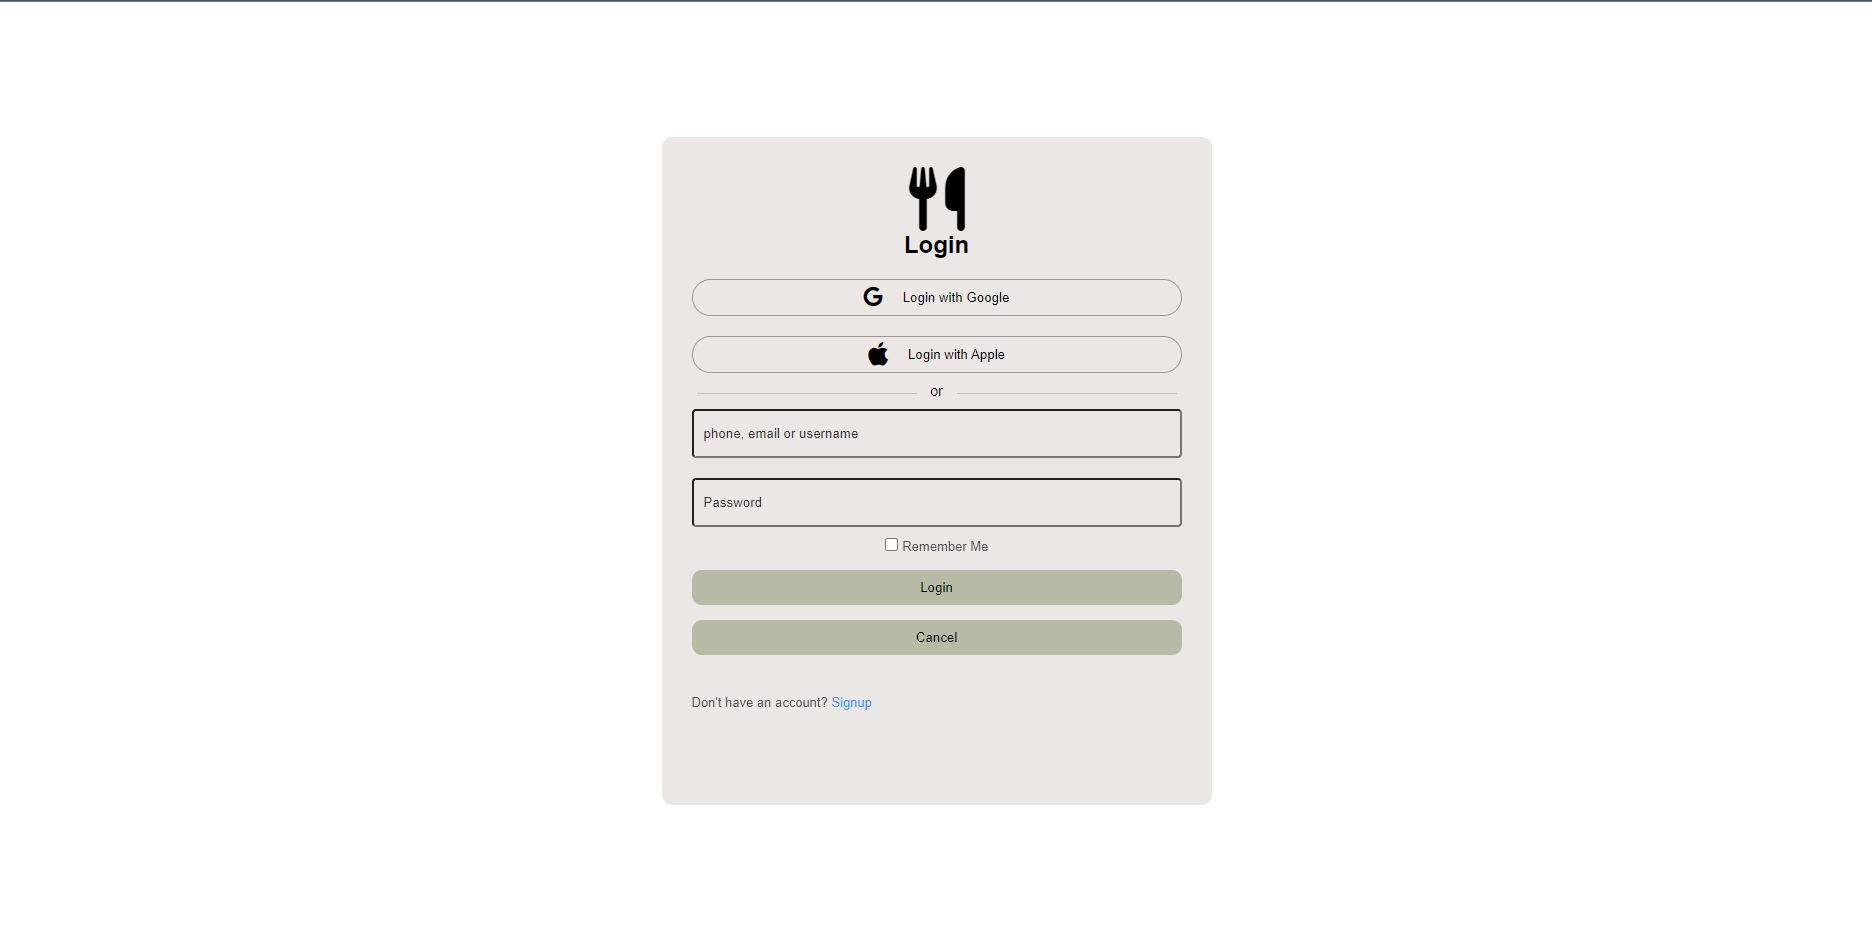 Login
Login with Google
Login with Apple
or
phone, email or username
Password
Remember Me
Login
Cancel
Don't have an account? Signup